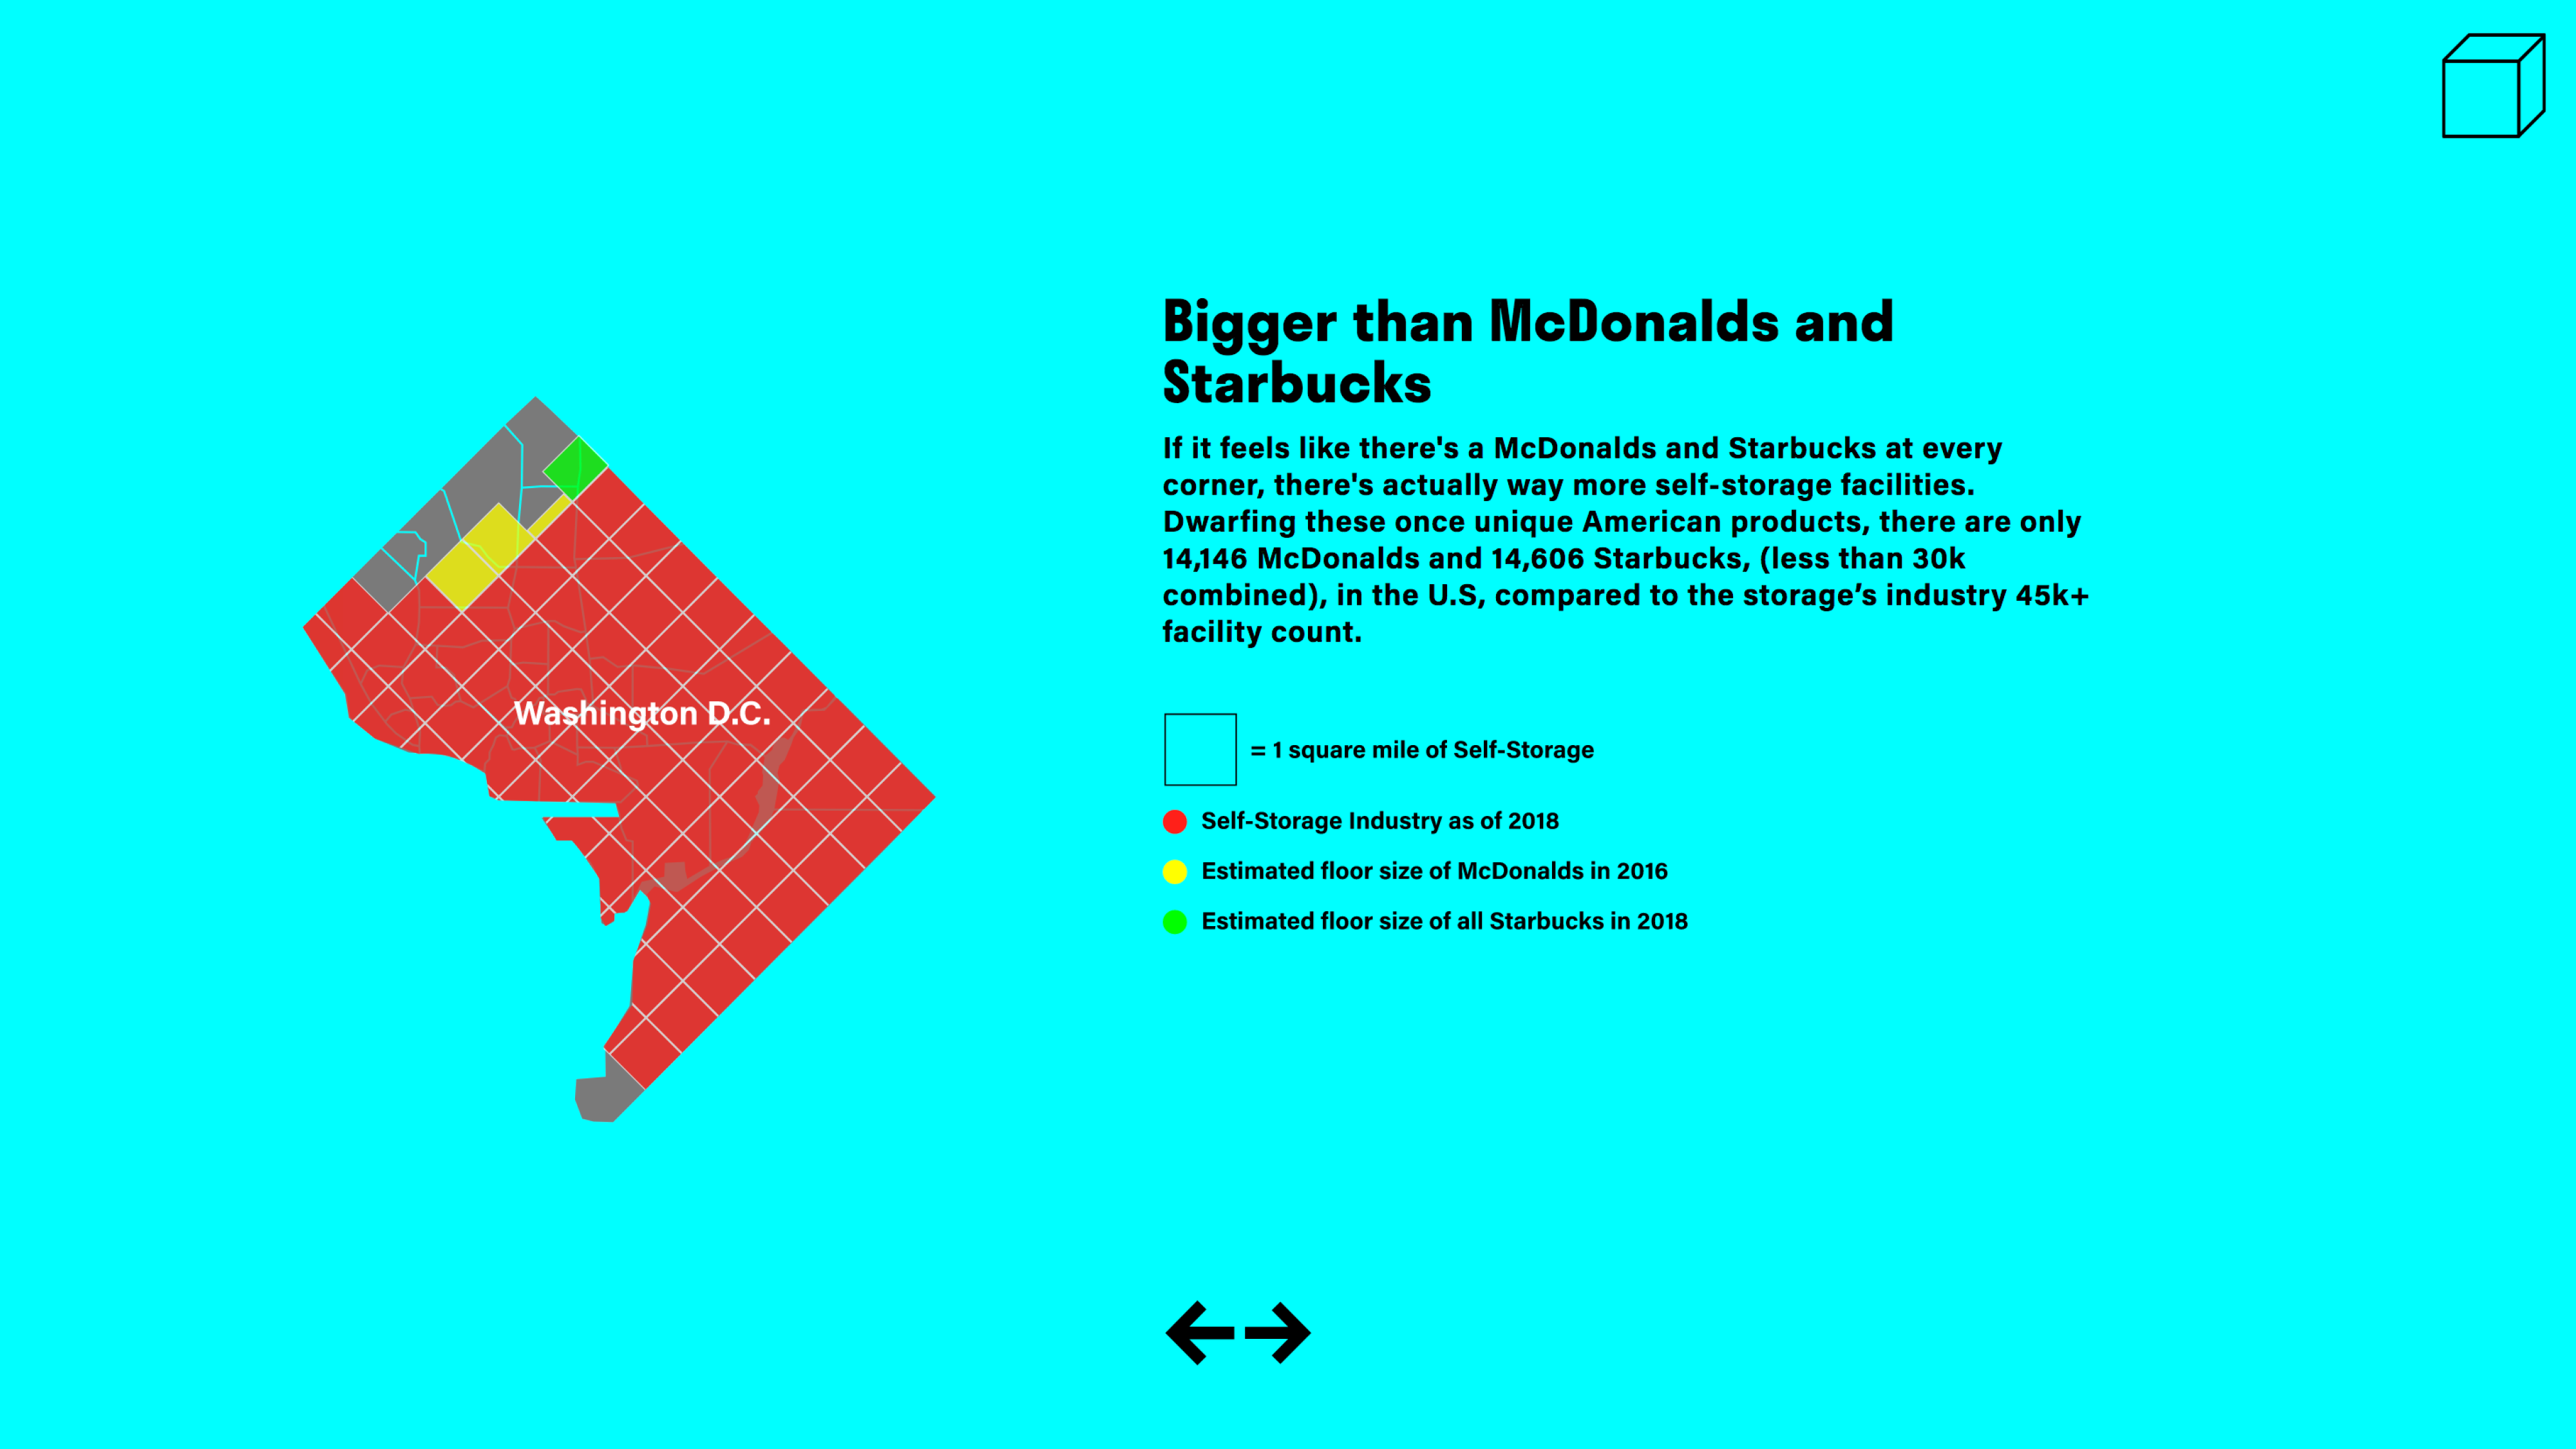 Bigger than McDonalds and
Starbucks
If it feels like there's a McDonalds and Starbucks at every
corner, there's actually way more self-storage facilities.
Dwarfing these once unique American products, there are only
14,146 McDonalds and 14,606 Starbucks, (less than 30k
combined), in the U.S, compared to the storage’s industry 45k+
facility count.
Washington D.C.
= 1 square mile of Self-Storage
Self-Storage Industry as of 2018
Estimated floor size of McDonalds in 2016
Estimated floor size of all Starbucks in 2018